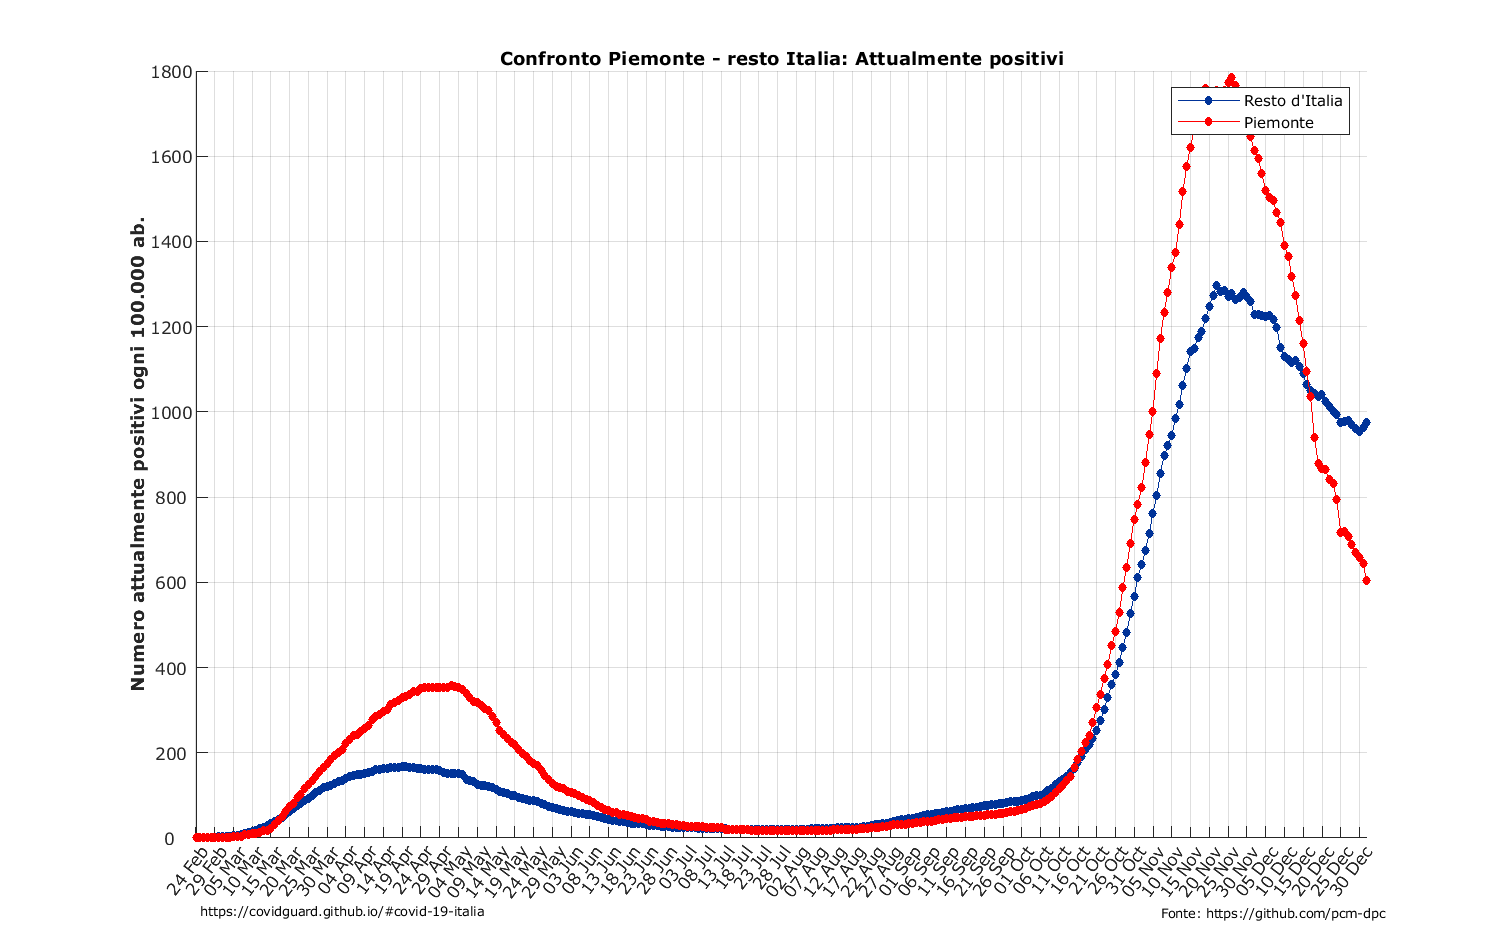 Confronto Piemonte - resto Italia: Attualmente positivi
Numero attualmente positivi ogni 100.000 ab.
1800
1600
1400
1200
1000
800
600
400
200
0
Resto d'Italia
Piemonte
24 Feb
29 Feb
05 Mar
10 Mar
15 Mar
20 Mar
25 Mar
30 Mar
04 Apr
09 Apr
14 Apr
19 Apr
24 Apr
29 Apr
04 May
09 May
14 May
19 May
24 May
29 May
03 Jun
08 Jun
13 Jun
18 Jun
23 Jun
28 Jun
03 Jul
08 Jul
13 Jul
18 Jul
23 Jul
28 Jul
02 Aug
07 Aug
12 Aug
17 Aug
22 Aug
27 Aug
01 Sep
06 Sep
11 Sep
16 Sep
21 Sep
26 Sep
01 Oct
06 Oct
11 Oct
16 Oct
21 Oct
26 Oct
31 Oct
05 Nov
10 Nov
15 Nov
20 Nov
25 Nov
30 Nov
05 Dec
10 Dec
15 Dec
20 Dec
25 Dec
30 Dec
https://covidguard.github.io/#covid-19-italia
Fonte: https://github.com/pcm-dpc